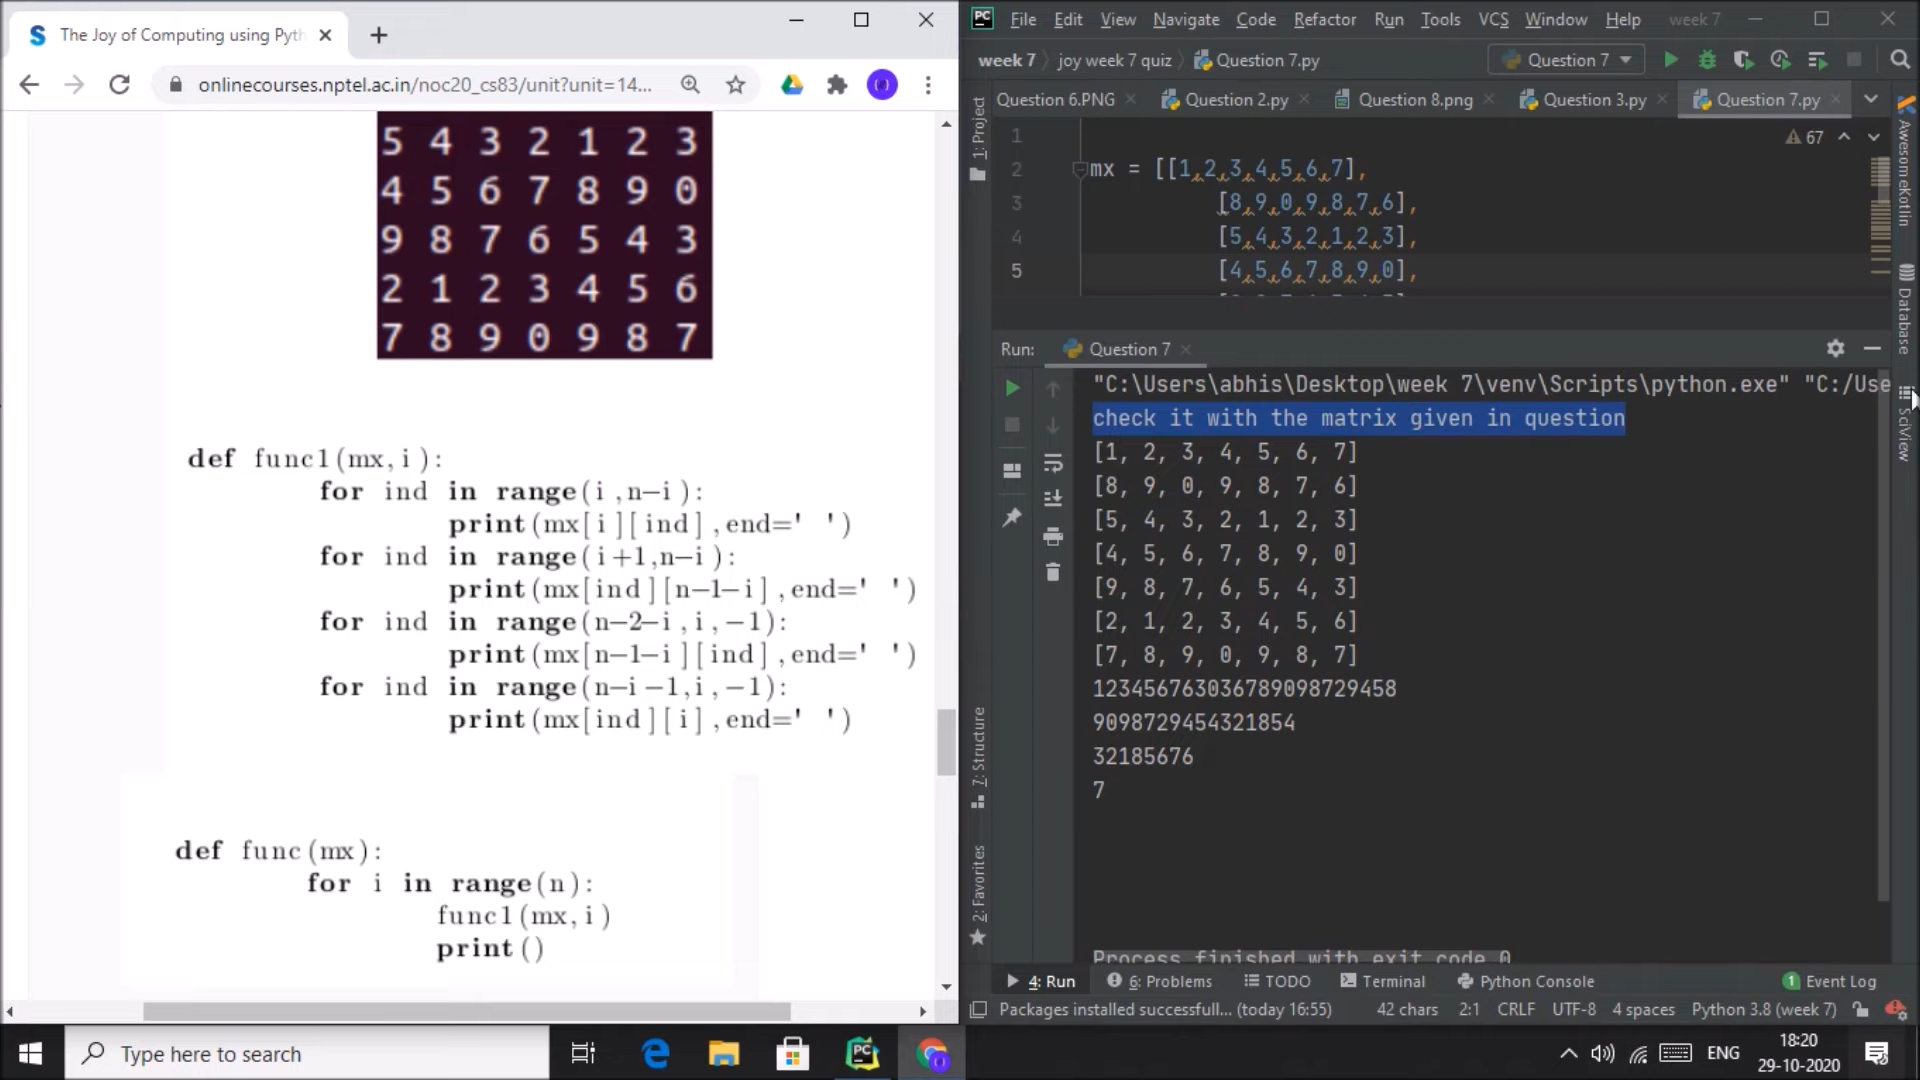 The Joy of Computing using Pyth
onlinecourses.nptel.ac.in/noc20_cs83/unit?unit=14...
5 4 3 2 1 2 3
4 5 6 7 8 9 0
9 8 7 6 5 4 3
2 1 2 3 4 5 6
7 8 9 0 9 8 7
def func1(mx,i):
for ind in range(i,n-i):
print(mx[i][ind],end=' ')
for ind in range(i+1,n-i):
print(mx[ind][n-1-i],end=' ')
for ind in range(n-2-i,i,-1):
print(mx[n-1-i][ind],end=' ')
for ind in range(n-i-1,i,-1):
print(mx[ind][i],end=' ')
def func(mx):
for i in range(n):
func1(mx,i)
print()
PC File Edit View Navigate Code Refactor Run Tools VCS Window Help week 7
week 7 joy week 7 quiz Question 7.py Question 7
Question 6.PNG Question 2.py Question 8.png Question 3.py Question 7.py
1: Project
AwesomeKotlin
Database
SciView
67
1
2 mx = [[1,2,3,4,5,6,7],
3 [8,9,0,9,8,7,6],
4 [5,4,3,2,1,2,3],
5 [4,5,6,7,8,9,0],
Run: Question 7
"C:\Users\abhis\Desktop\week 7\venv\Scripts\python.exe" "C:/Use
check it with the matrix given in question
[1, 2, 3, 4, 5, 6, 7]
[8, 9, 0, 9, 8, 7, 6]
[5, 4, 3, 2, 1, 2, 3]
[4, 5, 6, 7, 8, 9, 0]
[9, 8, 7, 6, 5, 4, 3]
[2, 1, 2, 3, 4, 5, 6]
[7, 8, 9, 0, 9, 8, 7]
123456763036789098729458
9098729454321854
32185676
7
Process finished with exit code 0
7: Structure
2: Favorites
4: Run 6: Problems TODO Terminal Python Console 1 Event Log
Packages installed successfull... (today 16:55) 42 chars 2:1 CRLF UTF-8 4 spaces Python 3.8 (week 7)
Type here to search
PC
ENG
18:20
29-10-2020